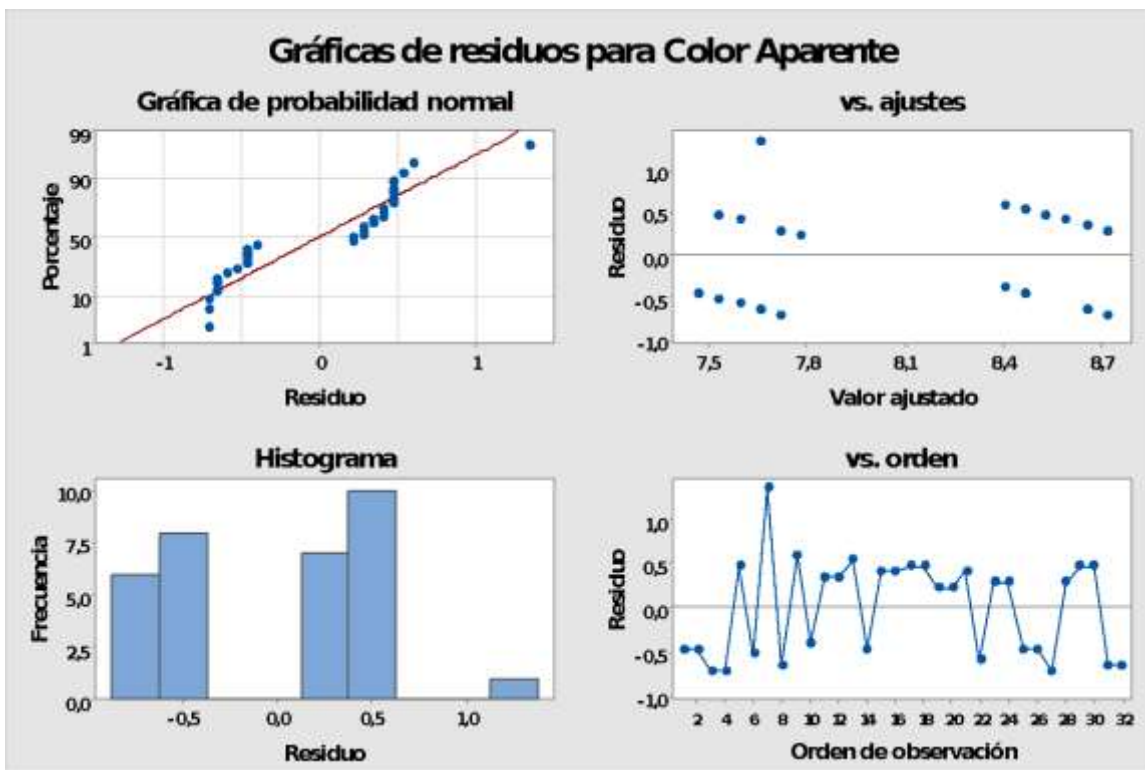 Gráficas de residuos para Color Aparente
Gráfica de probabilidad normal
99
90
50
10
1
Porcentaje
-1
0
1
Residuo
vs. ajustes
1,0
0,5
0,0
-0,5
-1,0
Residuo
7,5
7,8
8,1
8,4
8,7
Valor ajustado
Histograma
10,0
7,5
5,0
2,5
0,0
Frecuencia
-0,5
0,0
0,5
1,0
Residuo
vs. orden
1,0
0,5
0,0
-0,5
-1,0
Residuo
2 4 6 8 10 12 14 16 18 20 22 24 26 28 30 32
Orden de observación